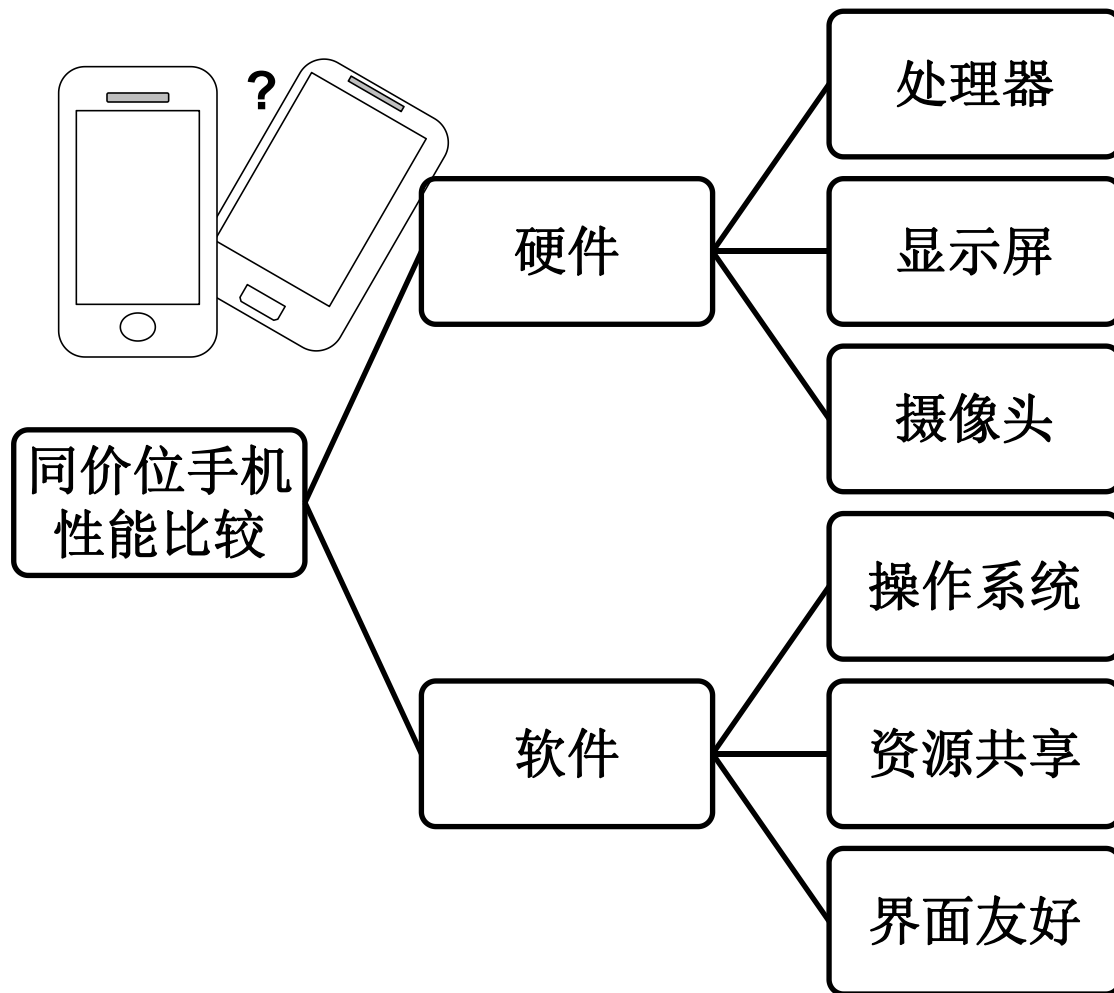 ?
处理器
显示屏
摄像头
硬件
同价位手机
性能比较
操作系统
资源共享
界面友好
软件